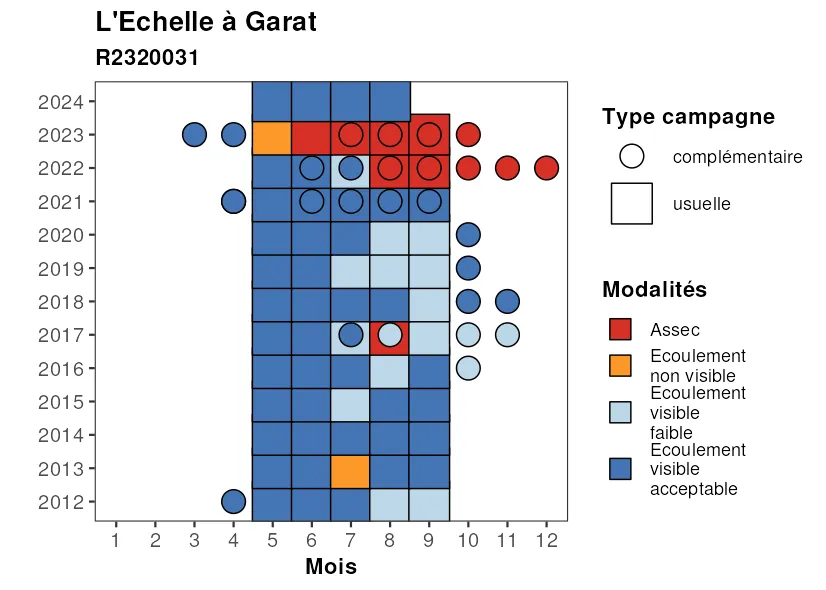 L'Echelle à Garat
R2320031
2024
2023
2022
2021
2020
2019
2018
2017
2016
2015
2014
2013
2012
1 2 3 4 5 6 7 8 9 10 11 12
Mois
Type campagne
complémentaire
usuelle
Modalités
Assec
Ecoulement
non visible
Ecoulement
visible
faible
Ecoulement
visible
acceptable